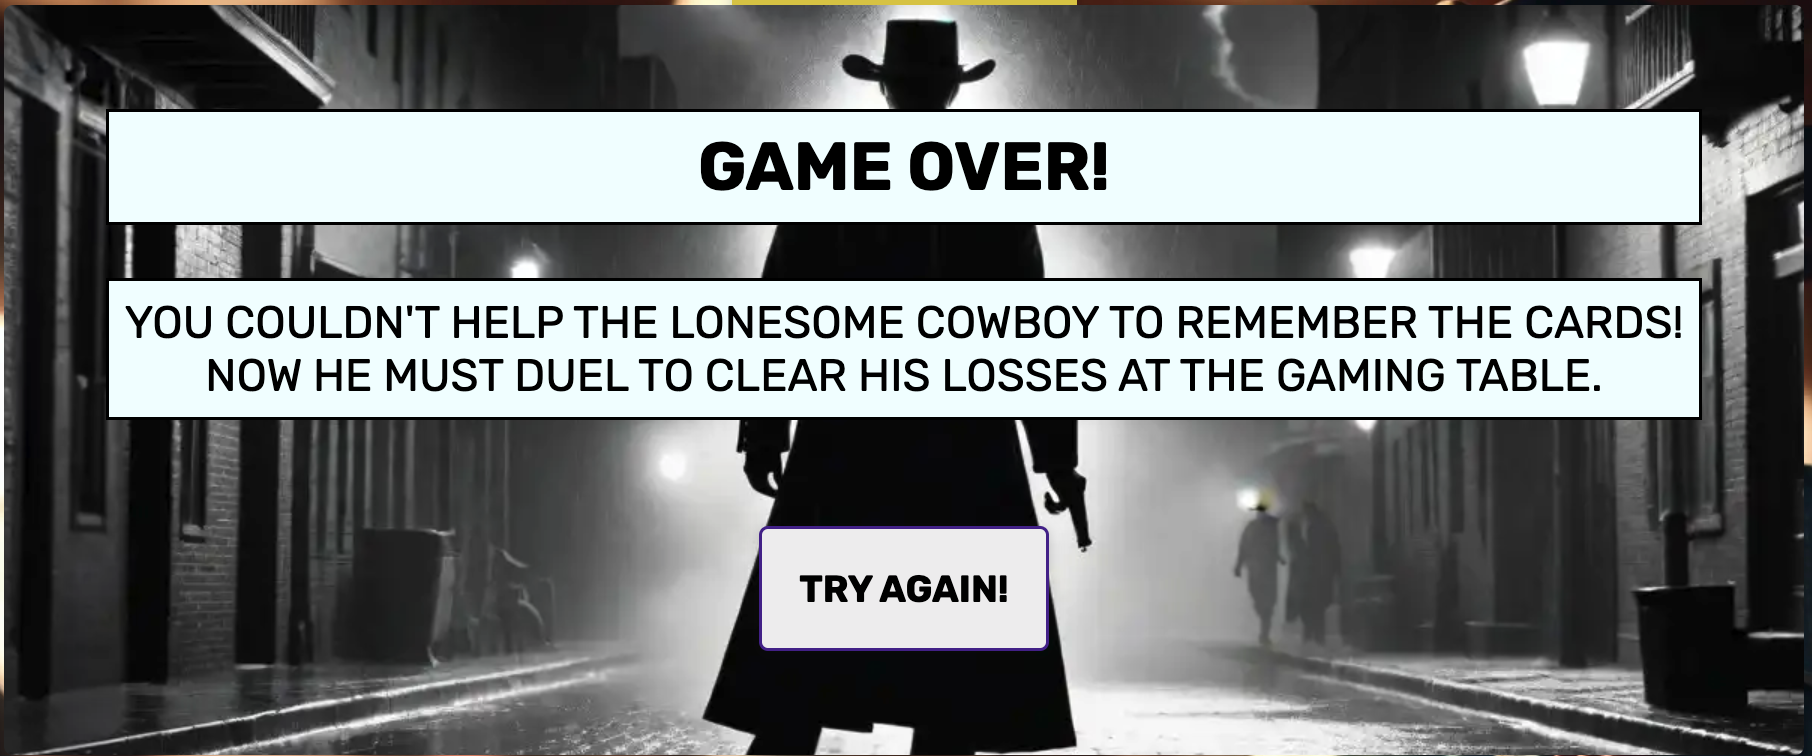 GAME OVER!
YOU COULDN'T HELP THE LONESOME COWBOY TO REMEMBER THE CARDS!
NOW HE MUST DUEL TO CLEAR HIS LOSSES AT THE GAMING TABLE.
TRY AGAIN!